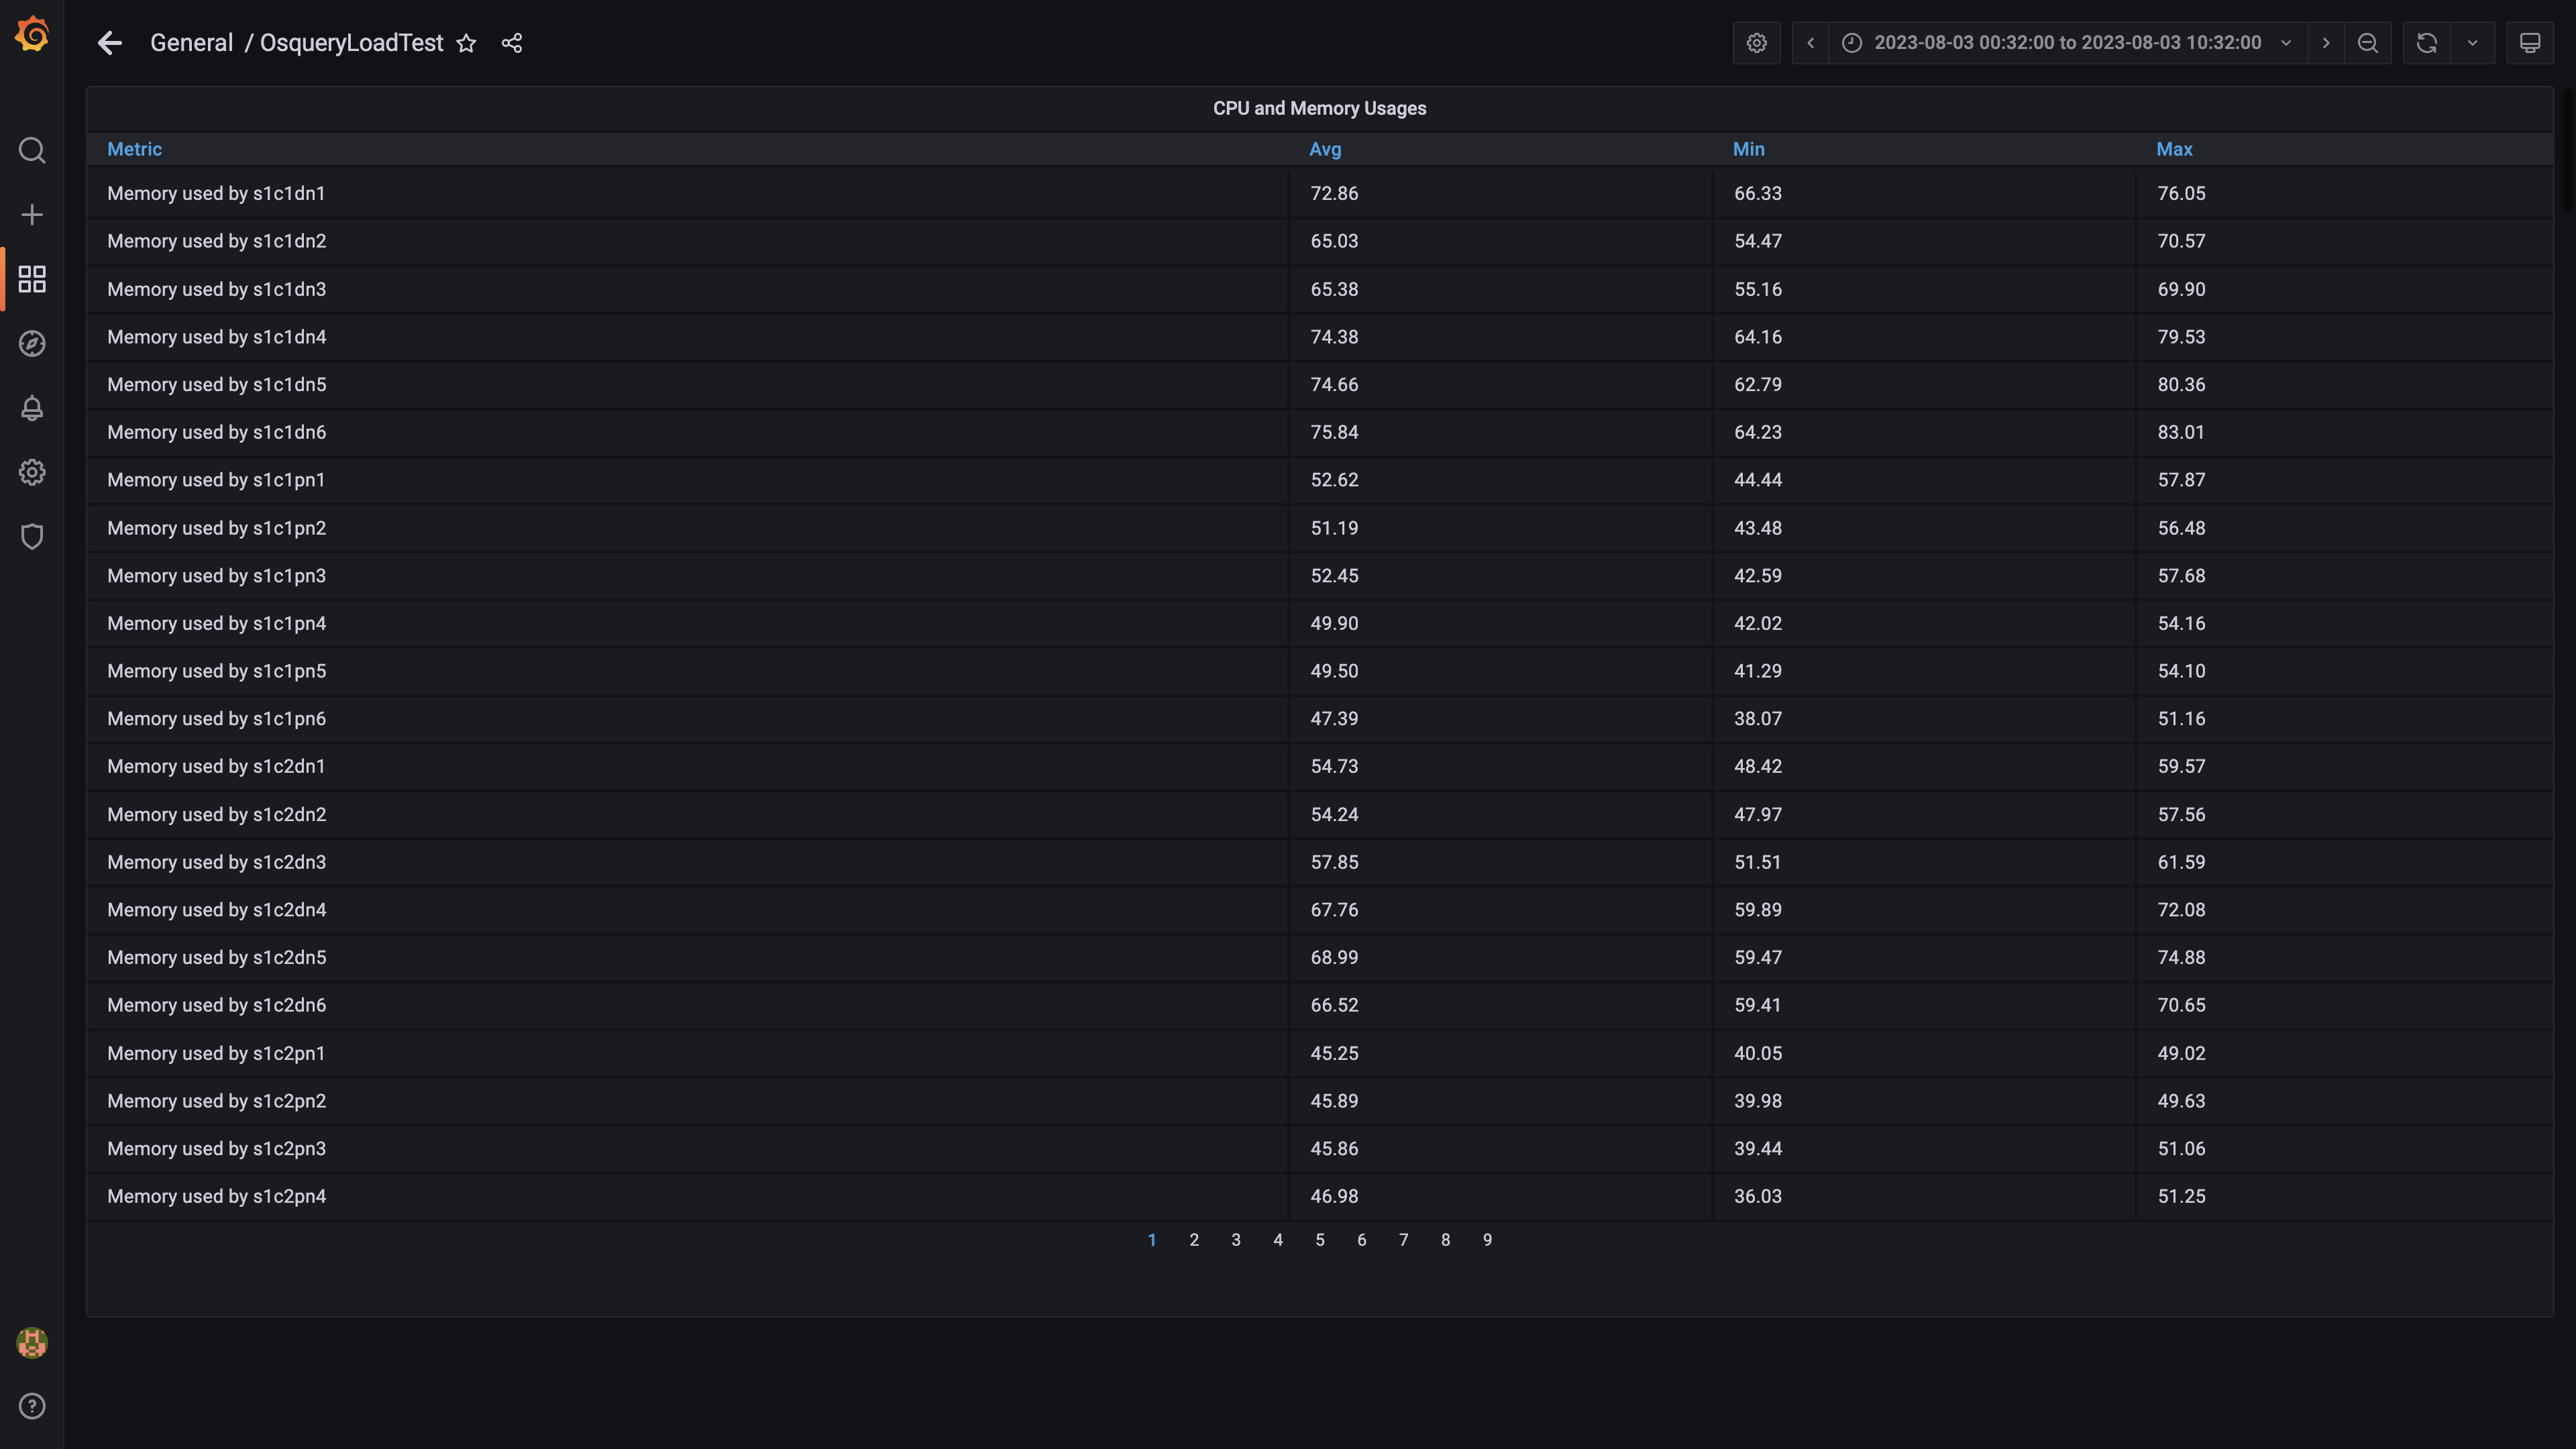 General / OsqueryLoadTest
2023-08-03 00:32:00 to 2023-08-03 10:32:00
CPU and Memory Usages
Metric Avg Min Max
Memory used by s1c1dn1 72.86 66.33 76.05
Memory used by s1c1dn2 65.03 54.47 70.57
Memory used by s1c1dn3 65.38 55.16 69.90
Memory used by s1c1dn4 74.38 64.16 79.53
Memory used by s1c1dn5 74.66 62.79 80.36
Memory used by s1c1dn6 75.84 64.23 83.01
Memory used by s1c1pn1 52.62 44.44 57.87
Memory used by s1c1pn2 51.19 43.48 56.48
Memory used by s1c1pn3 52.45 42.59 57.68
Memory used by s1c1pn4 49.90 42.02 54.16
Memory used by s1c1pn5 49.50 41.29 54.10
Memory used by s1c1pn6 47.39 38.07 51.16
Memory used by s1c2dn1 54.73 48.42 59.57
Memory used by s1c2dn2 54.24 47.97 57.56
Memory used by s1c2dn3 57.85 51.51 61.59
Memory used by s1c2dn4 67.76 59.89 72.08
Memory used by s1c2dn5 68.99 59.47 74.88
Memory used by s1c2dn6 66.52 59.41 70.65
Memory used by s1c2pn1 45.25 40.05 49.02
Memory used by s1c2pn2 45.89 39.98 49.63
Memory used by s1c2pn3 45.86 39.44 51.06
Memory used by s1c2pn4 46.98 36.03 51.25
1 2 3 4 5 6 7 8 9